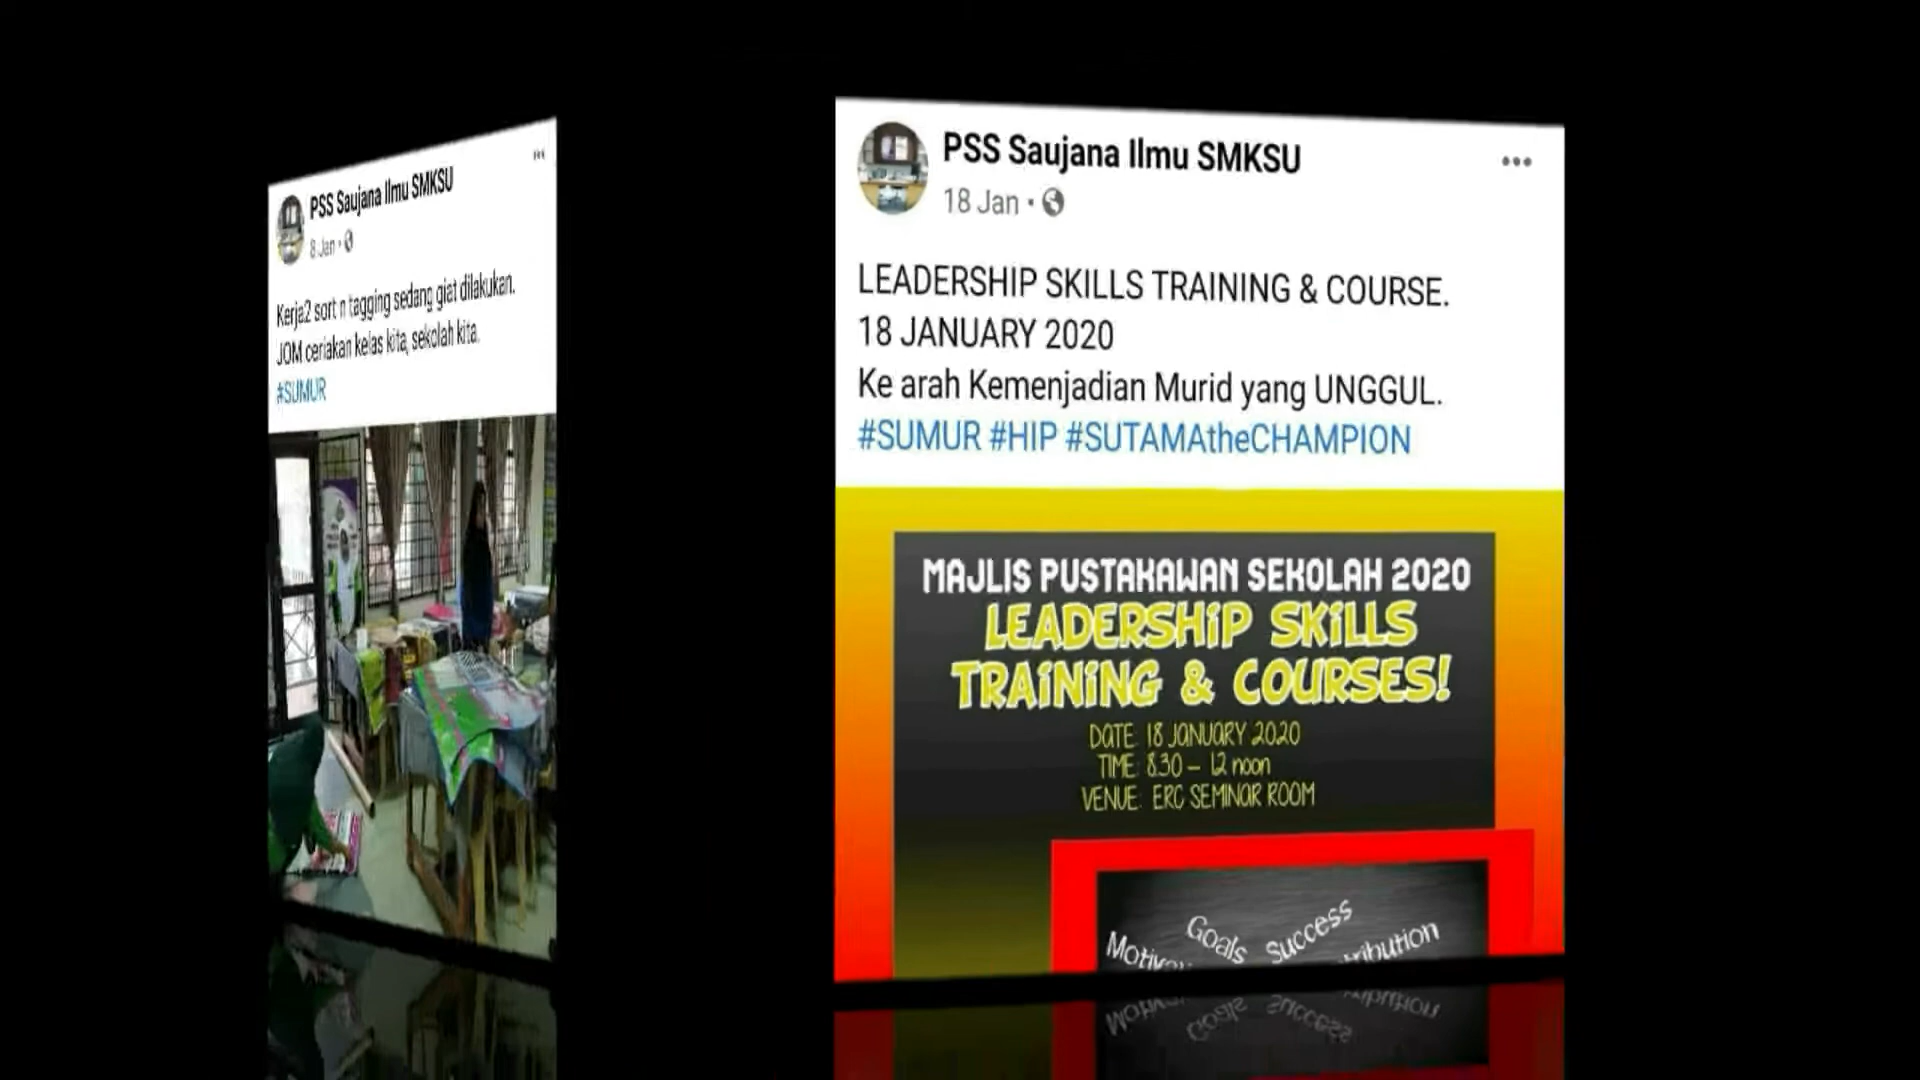 PSS Saujana Ilmu SMKSU
8 Jan
Kerja2 sort n tagging sedang giat dilakukan.
JOM ceriakan kelas kita, sekolah kita.
#SUMUR
PSS Saujana Ilmu SMKSU
18 Jan
LEADERSHIP SKILLS TRAINING & COURSE.
18 JANUARY 2020
Ke arah Kemenjadian Murid yang UNGGUL.
#SUMUR #HIP #SUTAMAtheCHAMPION
MAJLIS PUSTAKAWAN SEKOLAH 2020
LEADERSHiP SKiLLS
TRAiNiNG & COURSES!
DATE: 18 JANUARY 2020
TIME: 8.30 – 12 noon
VENUE: ERC SEMINAR ROOM
Goals Success